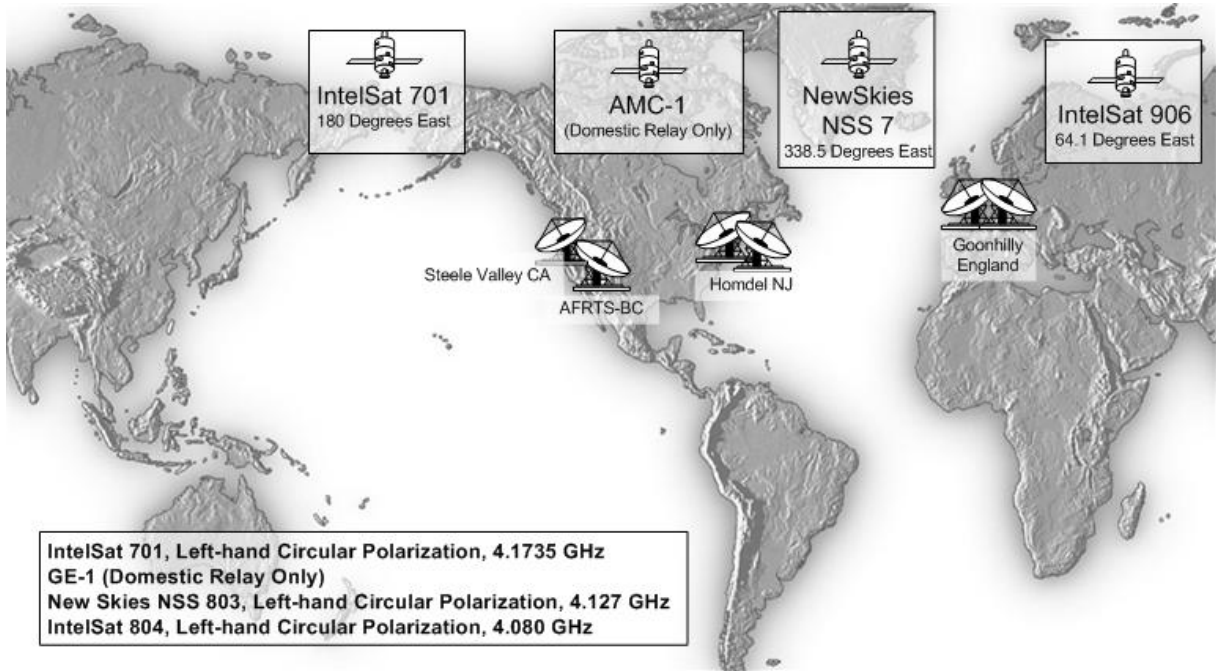 IntelSat 701
180 Degrees East
AMC-1
(Domestic Relay Only)
NewSkies
NSS 7
338.5 Degrees East
IntelSat 906
64.1 Degrees East
Steele Valley CA
AFRTS-BC
Homdel NJ
Goonhilly
England
IntelSat 701, Left-hand Circular Polarization, 4.1735 GHz
GE-1 (Domestic Relay Only)
New Skies NSS 803, Left-hand Circular Polarization, 4.127 GHz
IntelSat 804, Left-hand Circular Polarization, 4.080 GHz